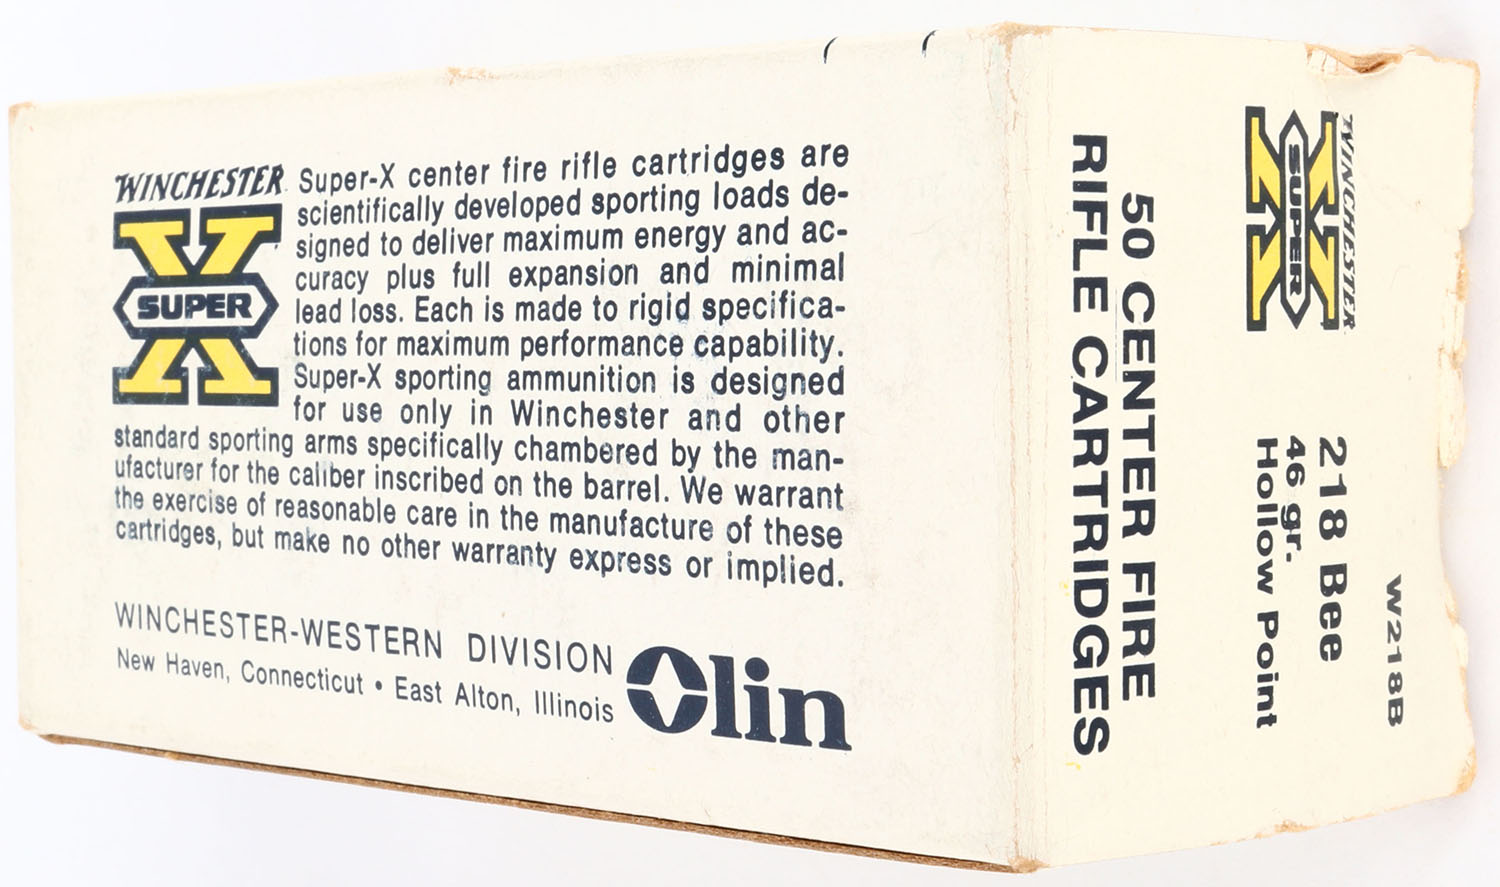 WINCHESTER
SUPER X
Super-X center fire rifle cartridges are
scientifically developed sporting loads de-
signed to deliver maximum energy and ac-
curacy plus full expansion and minimal
lead loss. Each is made to rigid specifica-
tions for maximum performance capability.
Super-X sporting ammunition is designed
for use only in Winchester and other
standard sporting arms specifically chambered by the man-
ufacturer for the caliber inscribed on the barrel. We warrant
the exercise of reasonable care in the manufacture of these
cartridges, but make no other warranty express or implied.
WINCHESTER-WESTERN DIVISION
New Haven, Connecticut • East Alton, Illinois
Olin
WINCHESTER
SUPER X
W218B
218 Bee
46 gr.
Hollow Point
50 CENTER FIRE
RIFLE CARTRIDGES